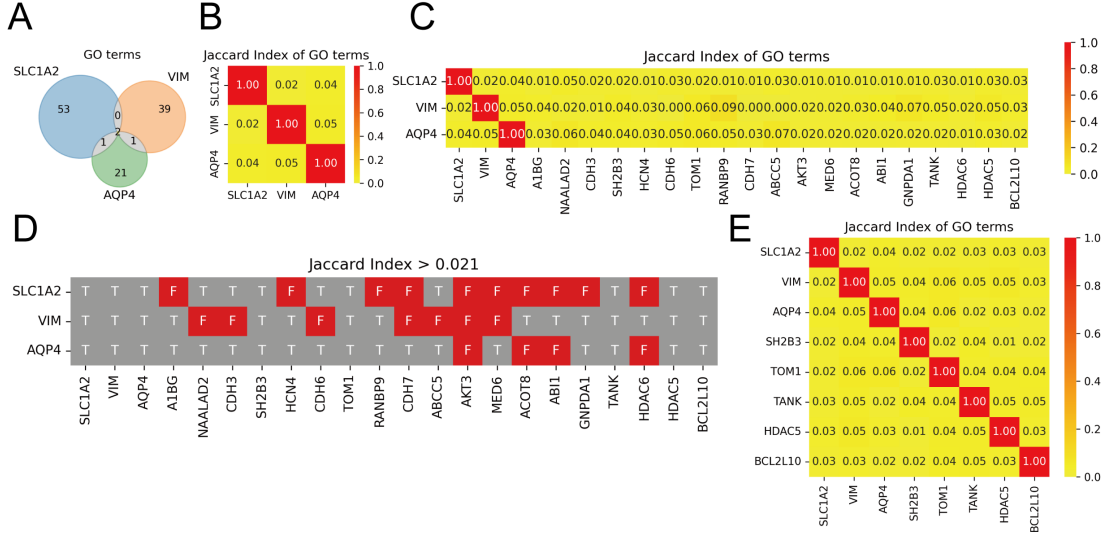 A
GO terms
SLC1A2
VIM
53
39
0
2
1
1
21
AQP4
B
Jaccard Index of GO terms
SLC1A2 1.00 0.02 0.04
VIM 0.02 1.00 0.05
AQP4 0.04 0.05 1.00
SLC1A2 VIM AQP4
1.0
0.8
0.6
0.4
0.2
0.0
C
Jaccard Index of GO terms
SLC1A2 1.00 0.02 0.04 0.01 0.05 0.02 0.02 0.01 0.03 0.02 0.01 0.01 0.03 0.01 0.01 0.01 0.01 0.01 0.03 0.01 0.03 0.03
VIM 0.02 1.00 0.05 0.04 0.02 0.01 0.04 0.03 0.00 0.06 0.09 0.00 0.00 0.02 0.02 0.03 0.04 0.07 0.05 0.02 0.05 0.03
AQP4 0.04 0.05 1.00 0.03 0.06 0.04 0.04 0.03 0.05 0.06 0.05 0.03 0.07 0.02 0.02 0.02 0.02 0.02 0.02 0.01 0.03 0.02
SLC1A2 VIM AQP4 A1BG NAALAD2 CDH3 SH2B3 HCN4 CDH6 TOM1 RANBP9 CDH7 ABCC5 AKT3 MED6 ACOT8 ABI1 GNPDA1 TANK HDAC6 HDAC5 BCL2L10
1.0
0.8
0.6
0.4
0.2
0.0
D
Jaccard Index > 0.021
SLC1A2 T T T F T T T F T T F F T F F F F F T F T T
VIM T T T T F F T T F T T F F F F T T T T T T T
AQP4 T T T T T T T T T T T T T F T F F T T F T T
SLC1A2 VIM AQP4 A1BG NAALAD2 CDH3 SH2B3 HCN4 CDH6 TOM1 RANBP9 CDH7 ABCC5 AKT3 MED6 ACOT8 ABI1 GNPDA1 TANK HDAC6 HDAC5 BCL2L10
E
Jaccard Index of GO terms
SLC1A2 1.00 0.02 0.04 0.02 0.02 0.03 0.03 0.03
VIM 0.02 1.00 0.05 0.04 0.06 0.05 0.05 0.03
AQP4 0.04 0.05 1.00 0.04 0.06 0.02 0.03 0.02
SH2B3 0.02 0.04 0.04 1.00 0.02 0.04 0.01 0.02
TOM1 0.02 0.06 0.06 0.02 1.00 0.04 0.04 0.04
TANK 0.03 0.05 0.02 0.04 0.04 1.00 0.05 0.05
HDAC5 0.03 0.05 0.03 0.01 0.04 0.05 1.00 0.03
BCL2L10 0.03 0.03 0.02 0.02 0.04 0.05 0.03 1.00
SLC1A2 VIM AQP4 SH2B3 TOM1 TANK HDAC5 BCL2L10
1.0
0.8
0.6
0.4
0.2
0.0